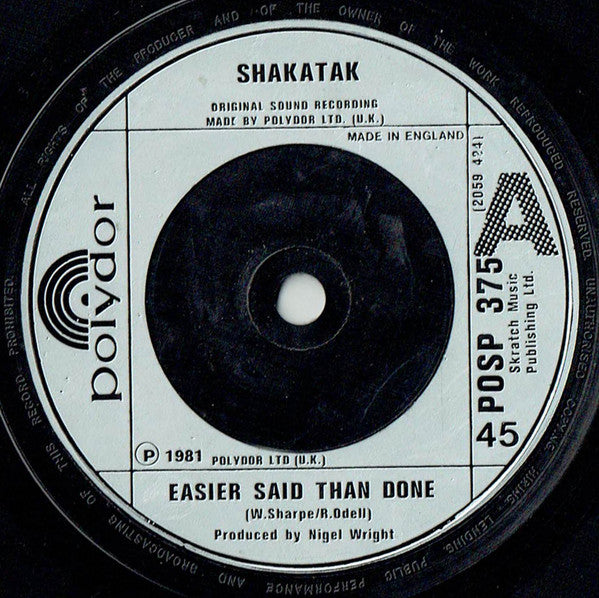 ALL RIGHTS OF THE PRODUCER AND OF THE OWNER OF THE WORK REPRODUCED RESERVED. UNAUTHORISED COPYING, HIRING, LENDING, PUBLIC PERFORMANCE AND BROADCASTING OF THIS RECORD PROHIBITED.
SHAKATAK
ORIGINAL SOUND RECORDING
MADE BY POLYDOR LTD. (U.K.)
MADE IN ENGLAND
polydor
A
(2059 424)
POSP 375
Skratch Music
Publishing Ltd.
45
Ⓟ 1981 POLYDOR LTD (U.K.)
EASIER SAID THAN DONE
(W.Sharpe/R.Odell)
Produced by Nigel Wright